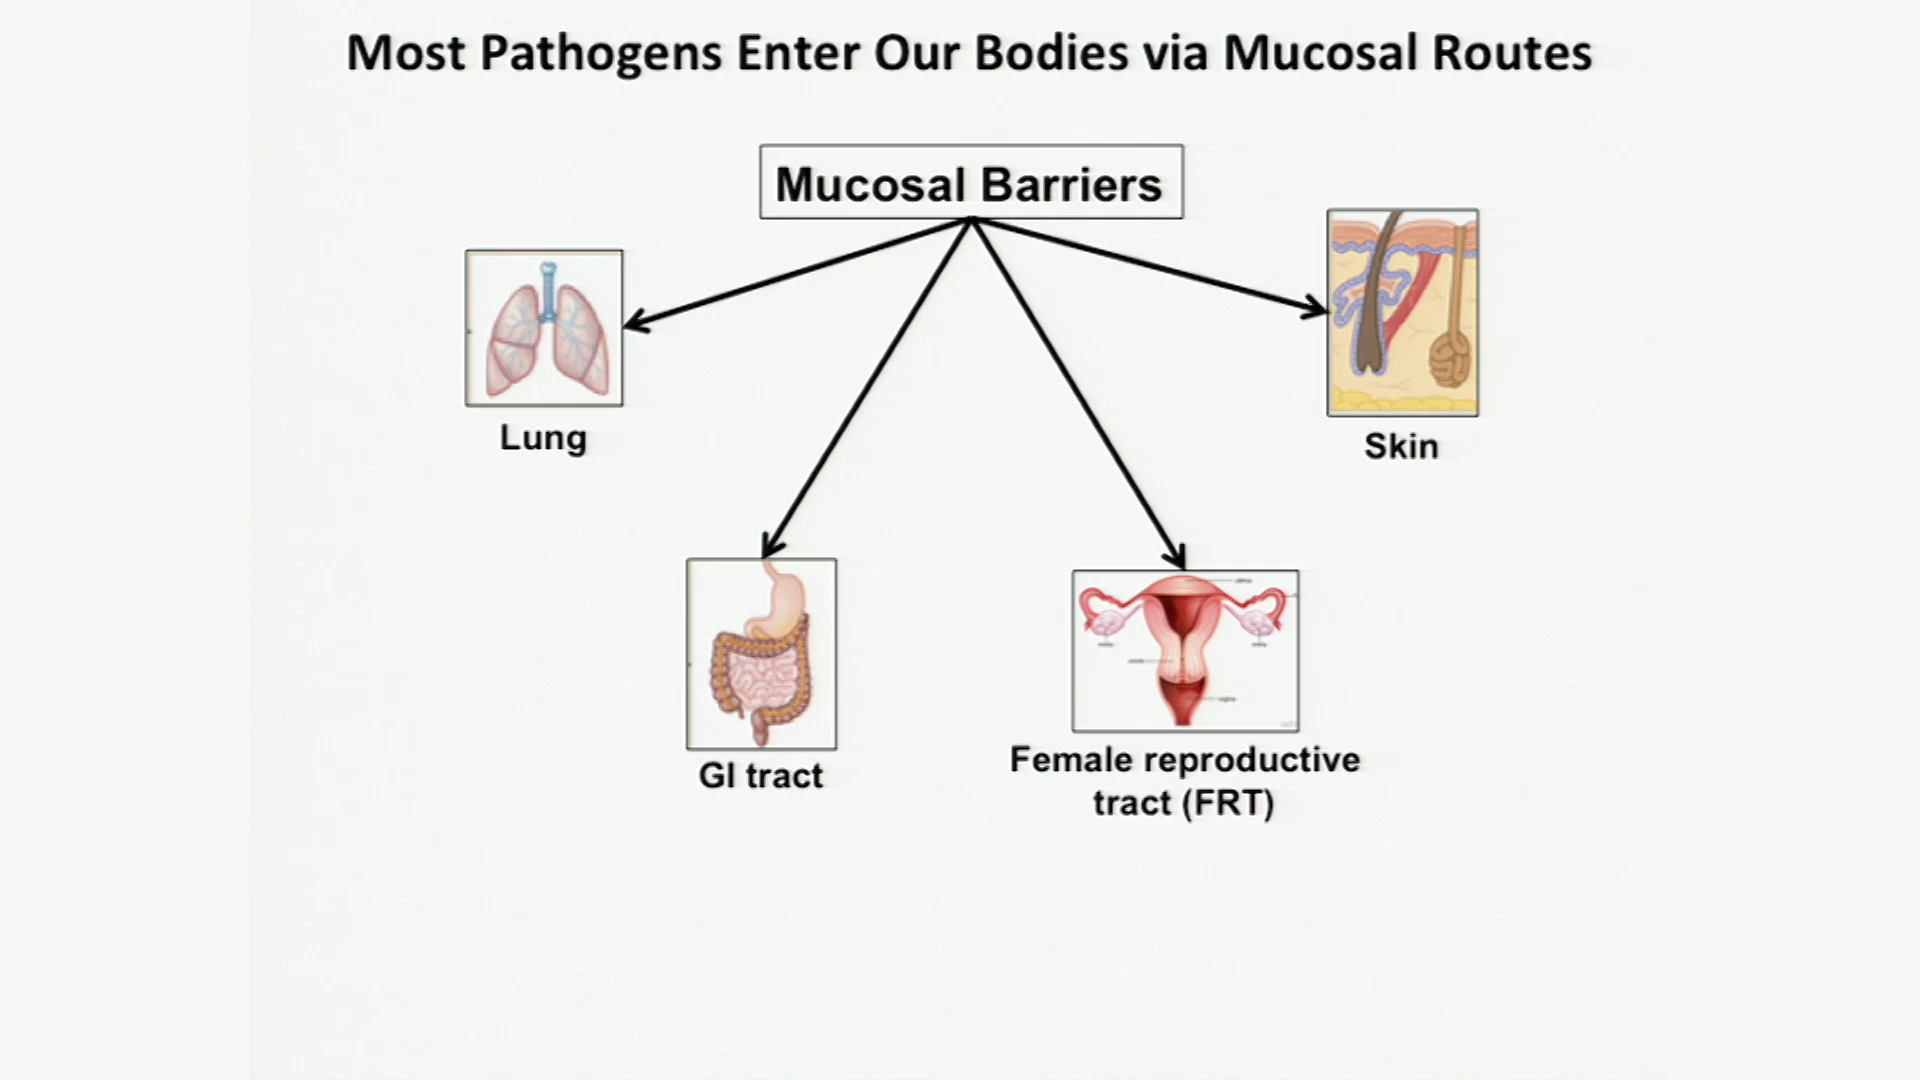 Most Pathogens Enter Our Bodies via Mucosal Routes
Mucosal Barriers
Lung
Skin
GI tract
Female reproductive
tract (FRT)